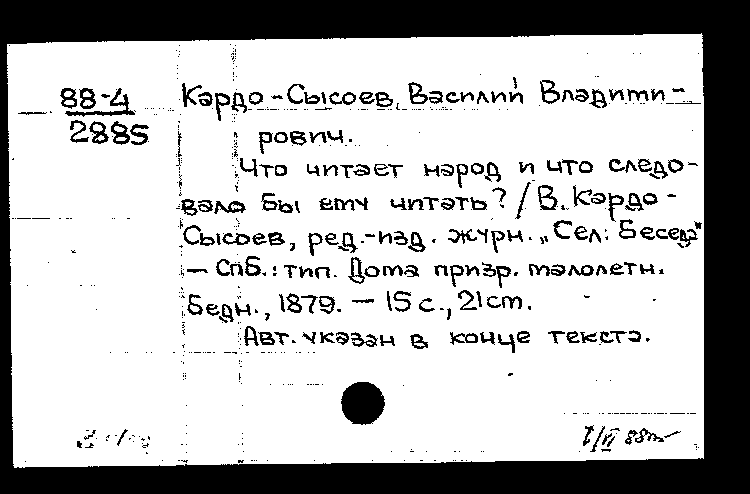 88-4
2885
Кардо-Сысоев, Василий Владими-
рович.
Что читает народ и что следо-
вало бы ему читать? / В. Кардо-
Сысоев, ред.-изд. журн. „Сел. Беседа"
— СПб.: тип. Дома призр. малолетн.
бедн., 1879. — 15 с., 21 см.
Авт. указан в конце текста.